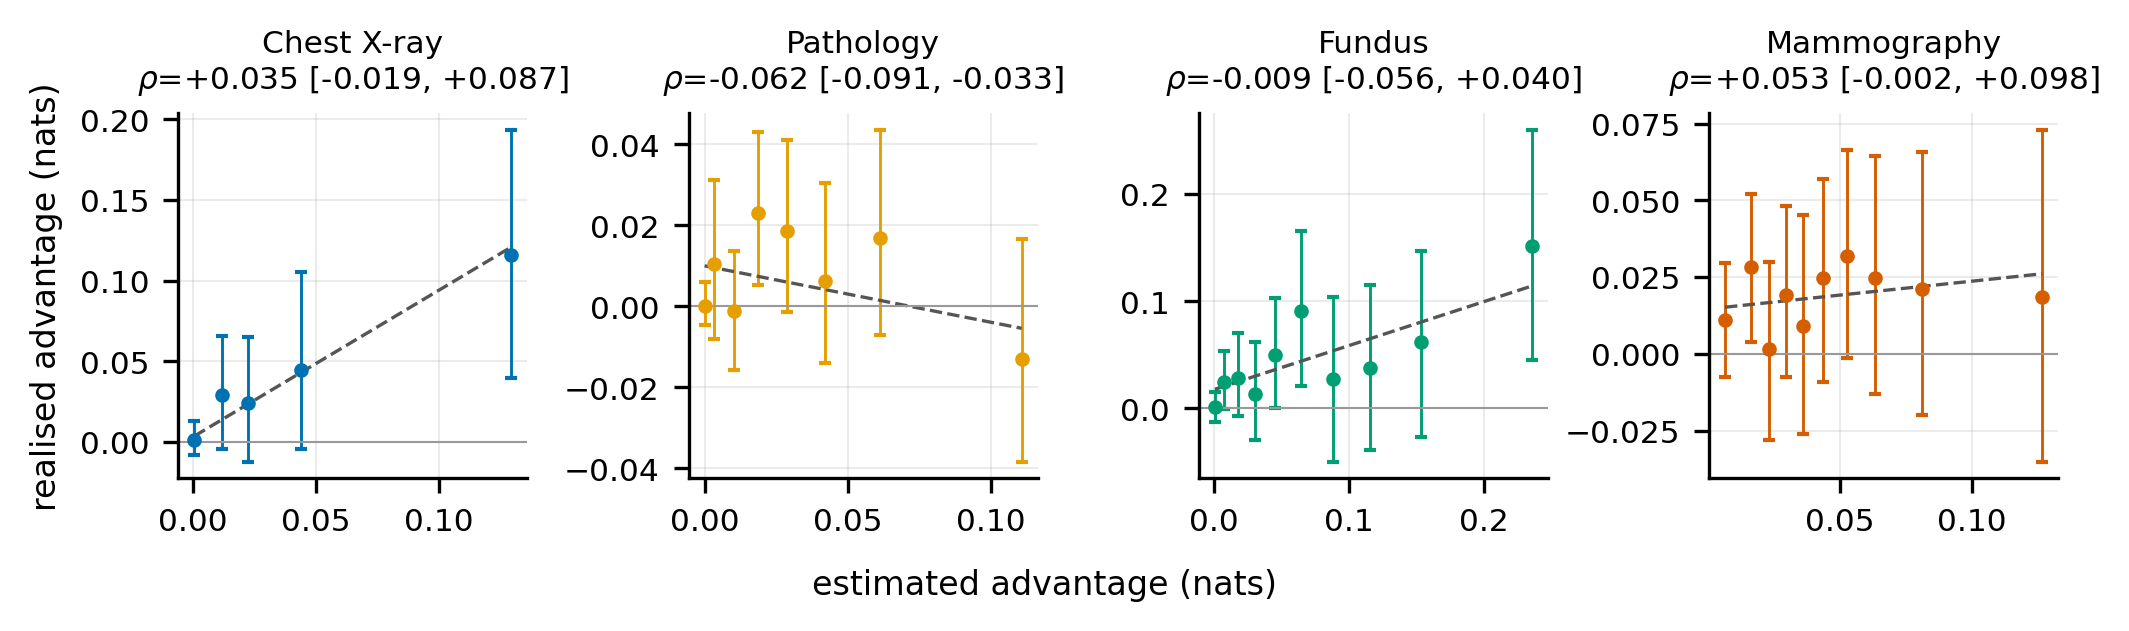 Chest X-ray
ρ=+0.035 [-0.019, +0.087]
Pathology
ρ=-0.062 [-0.091, -0.033]
Fundus
ρ=-0.009 [-0.056, +0.040]
Mammography
ρ=+0.053 [-0.002, +0.098]
realised advantage (nats)
0.20
0.15
0.10
0.05
0.00
0.00 0.05 0.10
0.04
0.02
0.00
−0.02
−0.04
0.00 0.05 0.10
0.2
0.1
0.0
0.0 0.1 0.2
0.075
0.050
0.025
0.000
−0.025
0.05 0.10
estimated advantage (nats)